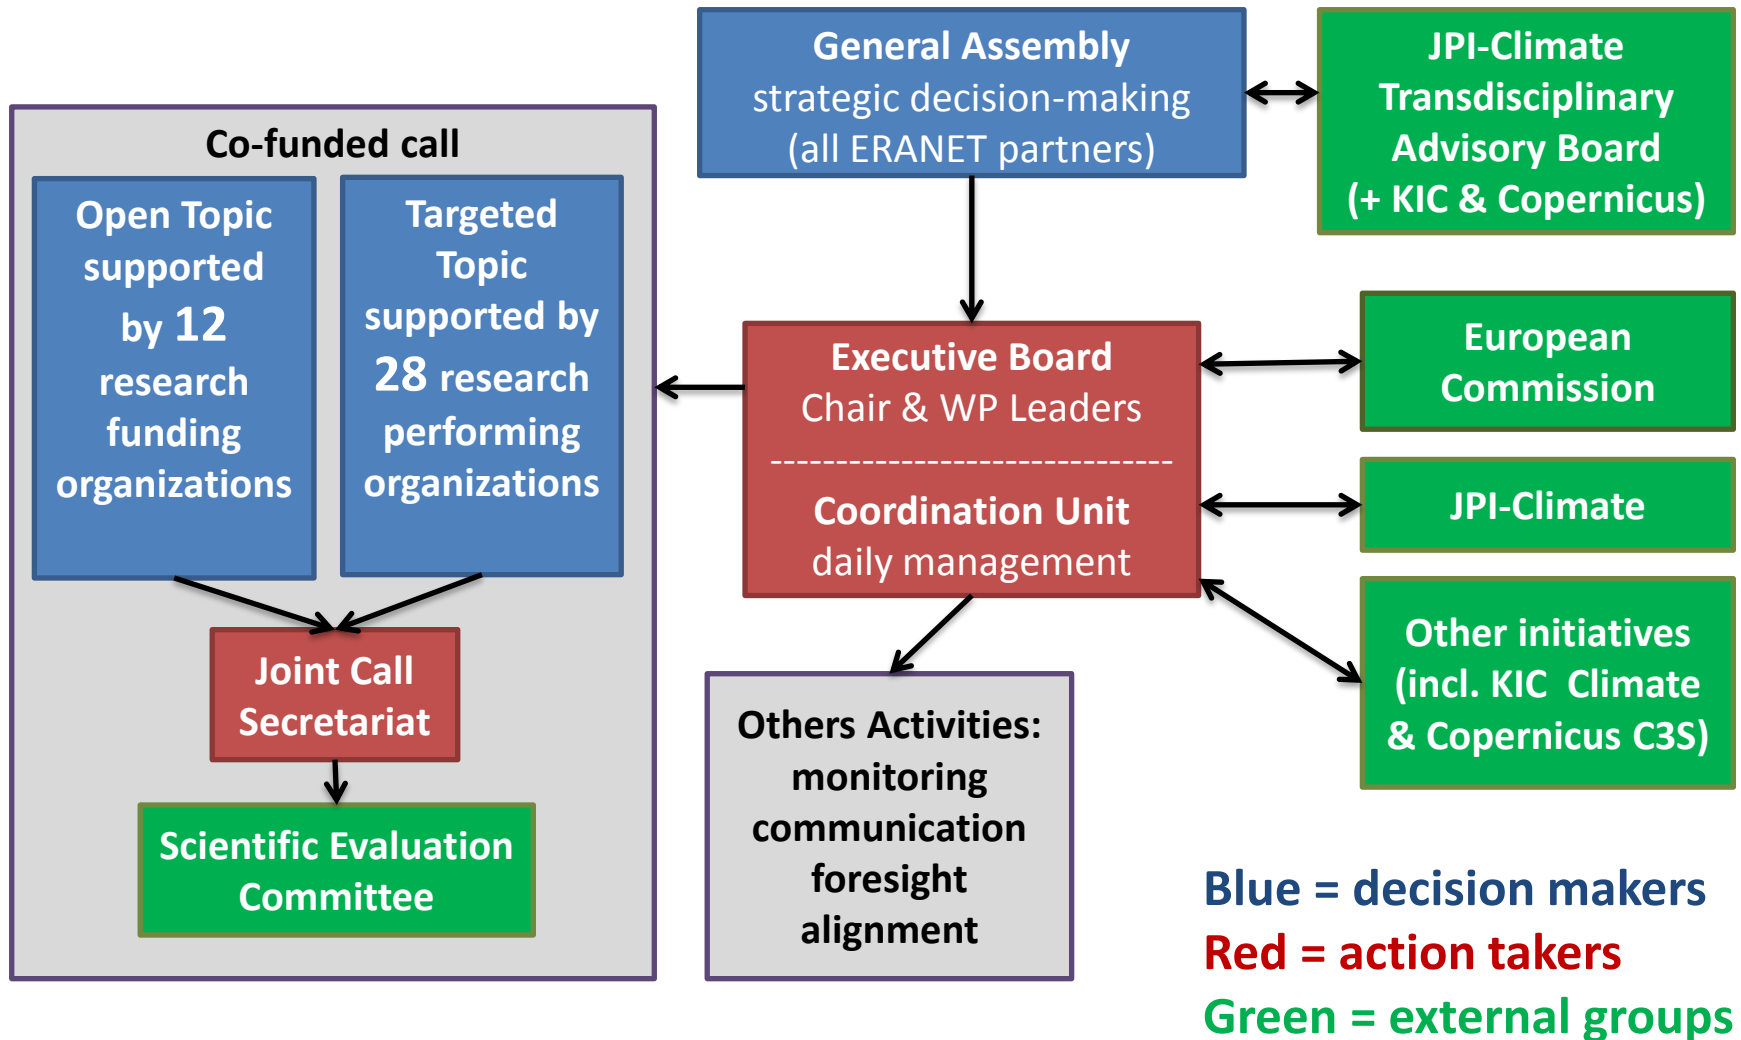 General Assembly
strategic decision-making
(all ERANET partners)
JPI-Climate
Transdisciplinary
Advisory Board
(+ KIC & Copernicus)
Co-funded call
Open Topic
supported
by 12
research
funding
organizations
Targeted
Topic
supported by
28 research
performing
organizations
Joint Call
Secretariat
Scientific Evaluation
Committee
Executive Board
Chair & WP Leaders
-------------------------------
Coordination Unit
daily management
European
Commission
JPI-Climate
Other initiatives
(incl. KIC Climate
& Copernicus C3S)
Others Activities:
monitoring
communication
foresight
alignment
Blue = decision makers
Red = action takers
Green = external groups